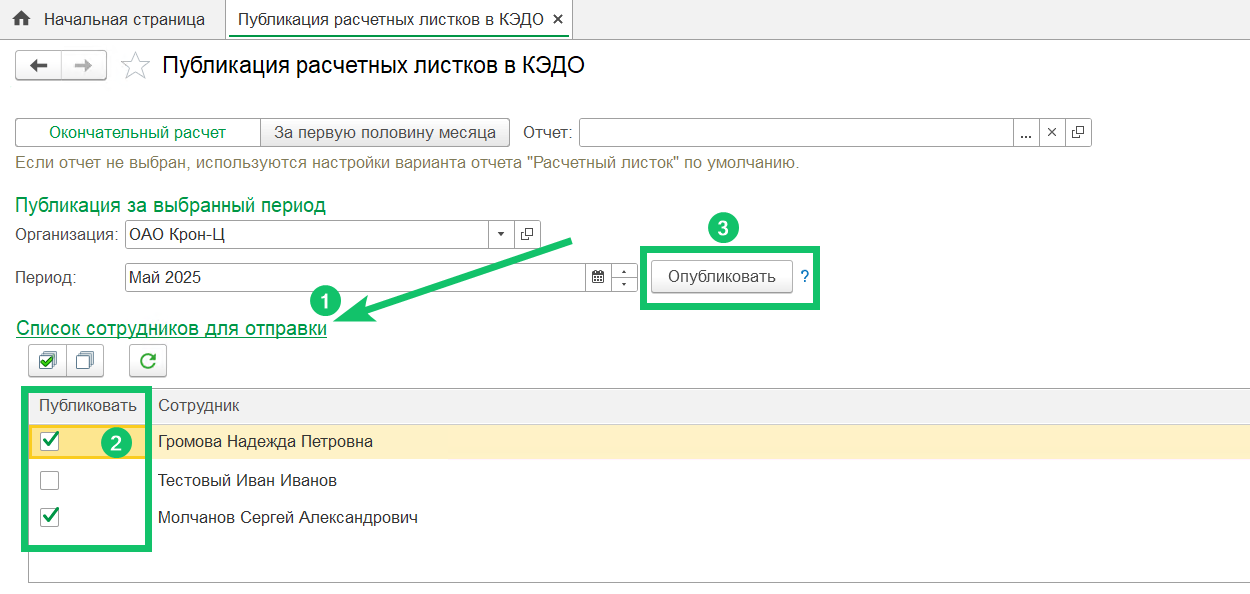 Начальная страница
Публикация расчетных листков в КЭДО ×
Публикация расчетных листков в КЭДО
Окончательный расчет За первую половину месяца Отчет: ... ×
Если отчет не выбран, используются настройки варианта отчета "Расчетный листок" по умолчанию.
Публикация за выбранный период
Организация: ОАО Крон-Ц
3
Период: Май 2025 Опубликовать ?
1
Список сотрудников для отправки
Публиковать Сотрудник
2 Громова Надежда Петровна
Тестовый Иван Иванов
Молчанов Сергей Александрович